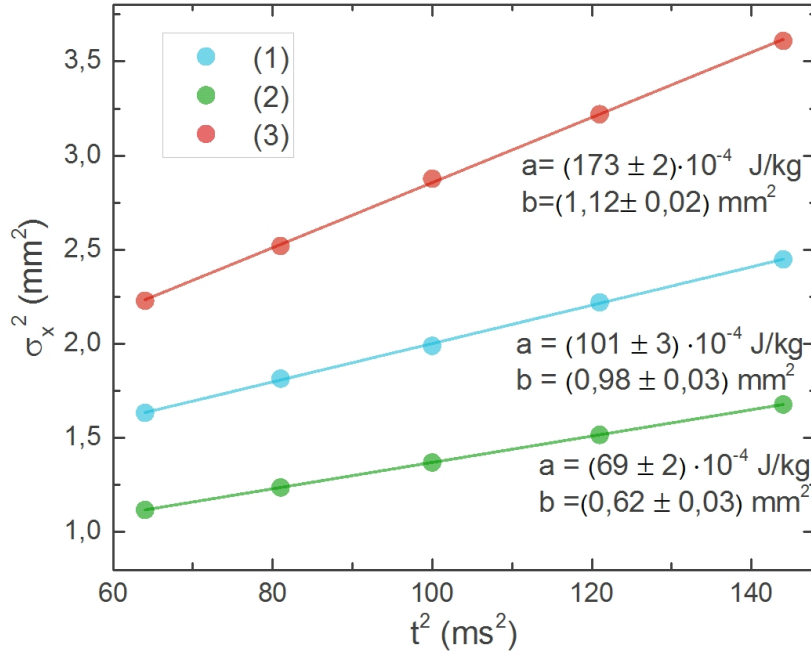 (1)
(2)
(3)
a= (173 ± 2)·10⁻⁴ J/kg
b=(1,12± 0,02) mm²
a = (101 ± 3) ·10⁻⁴ J/kg
b = (0,98 ± 0,03) mm²
a = (69 ± 2) ·10⁻⁴ J/kg
b =(0,62 ± 0,03) mm²
3,5
3,0
2,5
2,0
1,5
1,0
σₓ² (mm²)
60 80 100 120 140
t² (ms²)